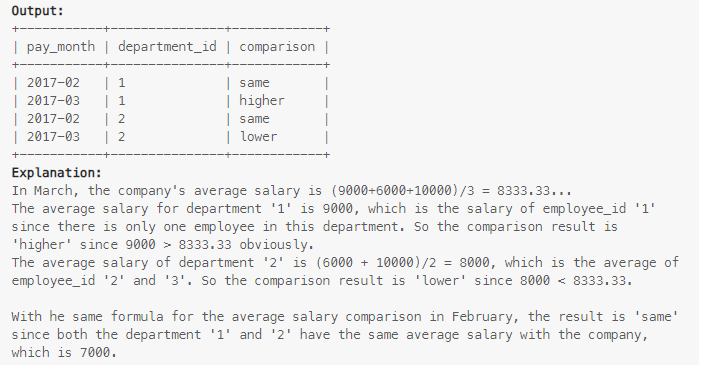 Output:
+-----------+---------------+------------+
| pay_month | department_id | comparison |
+-----------+---------------+------------+
| 2017-02   | 1             | same       |
| 2017-03   | 1             | higher     |
| 2017-02   | 2             | same       |
| 2017-03   | 2             | lower      |
+-----------+---------------+------------+
Explanation:
In March, the company's average salary is (9000+6000+10000)/3 = 8333.33...
The average salary for department '1' is 9000, which is the salary of employee_id '1'
since there is only one employee in this department. So the comparison result is
'higher' since 9000 > 8333.33 obviously.
The average salary of department '2' is (6000 + 10000)/2 = 8000, which is the average of
employee_id '2' and '3'. So the comparison result is 'lower' since 8000 < 8333.33.

With he same formula for the average salary comparison in February, the result is 'same'
since both the department '1' and '2' have the same average salary with the company,
which is 7000.